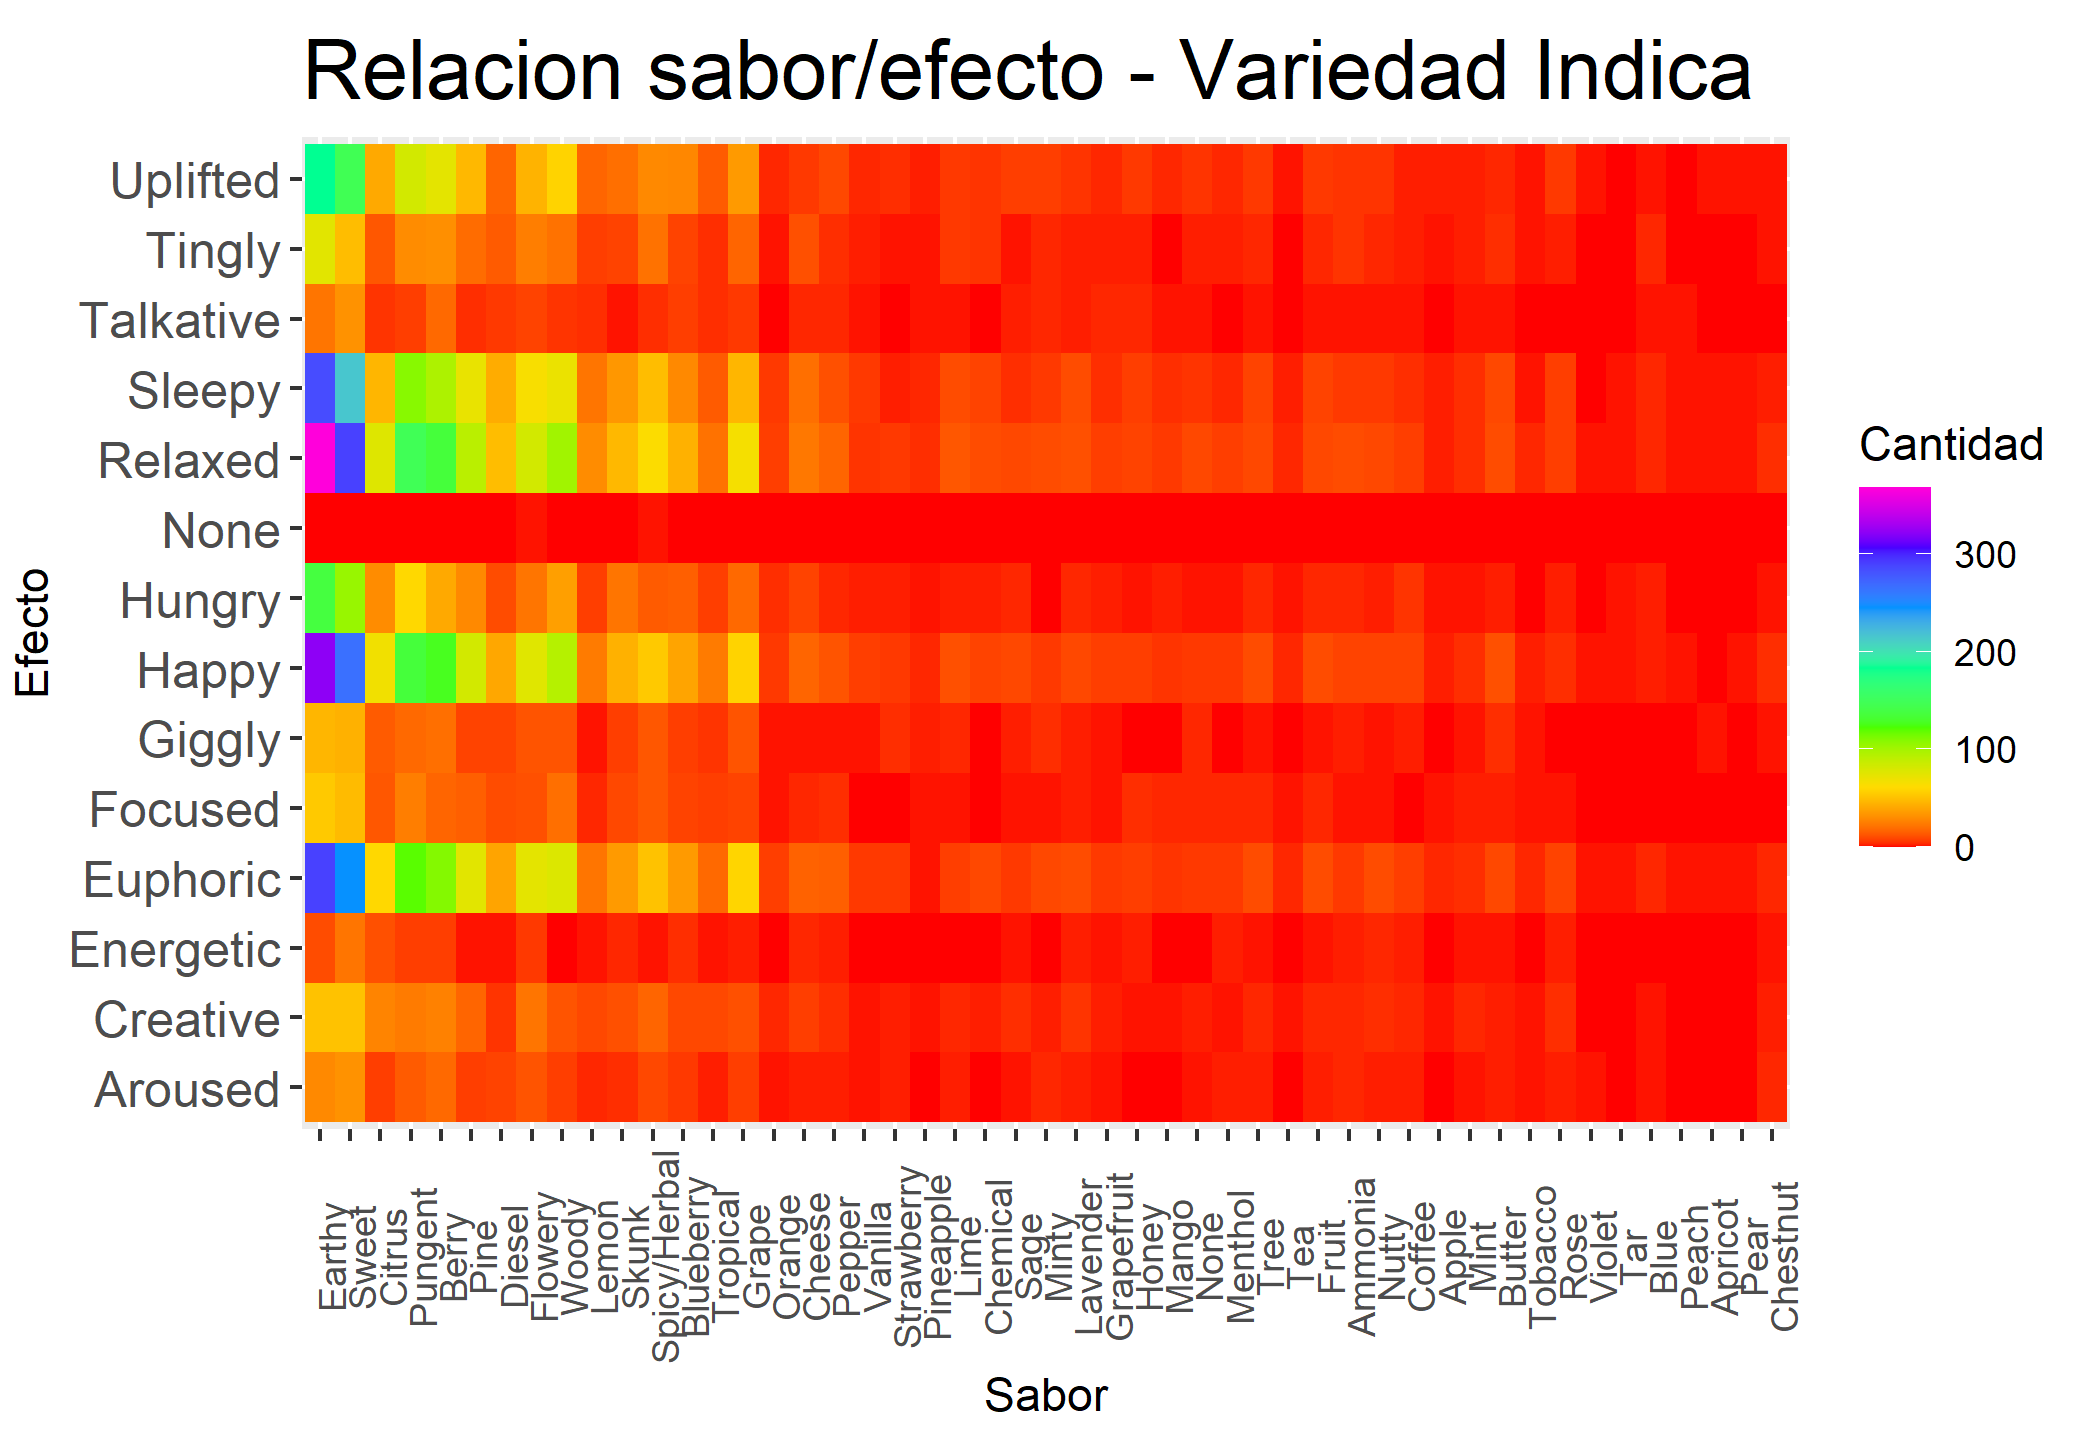 Relacion sabor/efecto - Variedad Indica
Efecto
Uplifted
Tingly
Talkative
Sleepy
Relaxed
None
Hungry
Happy
Giggly
Focused
Euphoric
Energetic
Creative
Aroused
Earthy
Sweet
Citrus
Pungent
Berry
Pine
Diesel
Flowery
Woody
Lemon
Skunk
Spicy/Herbal
Blueberry
Tropical
Grape
Orange
Cheese
Pepper
Vanilla
Strawberry
Pineapple
Lime
Chemical
Sage
Minty
Lavender
Grapefruit
Honey
Mango
None
Menthol
Tree
Tea
Fruit
Ammonia
Nutty
Coffee
Apple
Mint
Butter
Tobacco
Rose
Violet
Tar
Blue
Peach
Apricot
Pear
Chestnut
Sabor
Cantidad
300
200
100
0